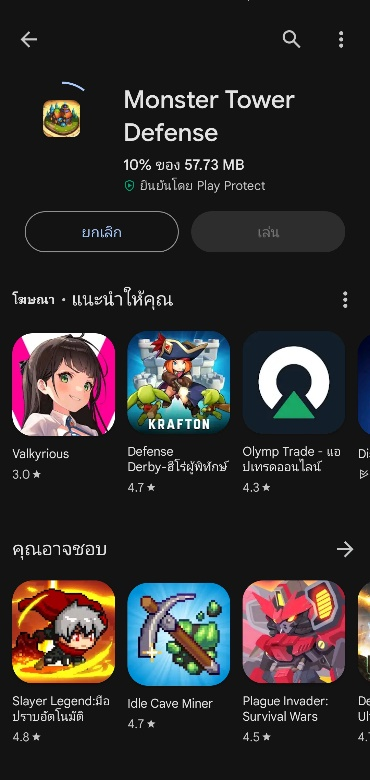 Monster Tower
Defense
10% ของ 57.73 MB
ยืนยันโดย Play Protect
ยกเลิก
เล่น
โฆษณา • แนะนำให้คุณ
KRAFTON
Valkyrious
3.0 ★
Defense
Derby-ฮีโร่ผู้พิทักษ์
4.7 ★
Olymp Trade - แอ
ปเทรดออนไลน์
4.3 ★
Di
คุณอาจชอบ
Slayer Legend:มือ
ปราบอัตโนมัติ
4.8 ★
Idle Cave Miner
4.7 ★
Plague Invader:
Survival Wars
4.5 ★
De
Ul
4.